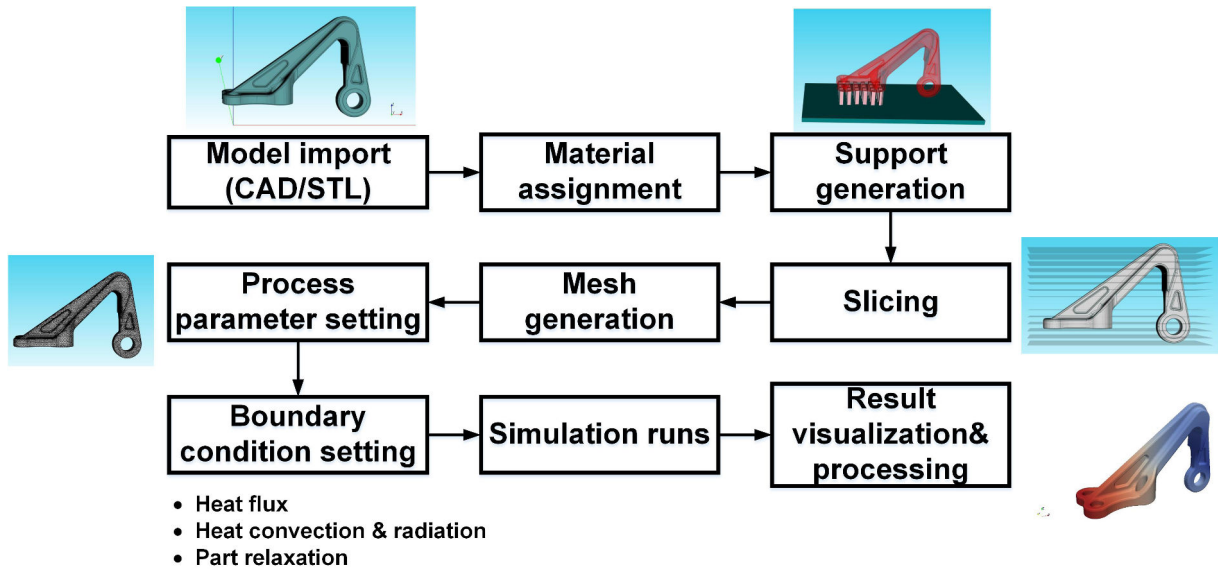 Model import
(CAD/STL)
Material
assignment
Support
generation
Slicing
Mesh
generation
Process
parameter setting
Boundary
condition setting
Simulation runs
Result
visualization&
processing
• Heat flux
• Heat convection & radiation
• Part relaxation